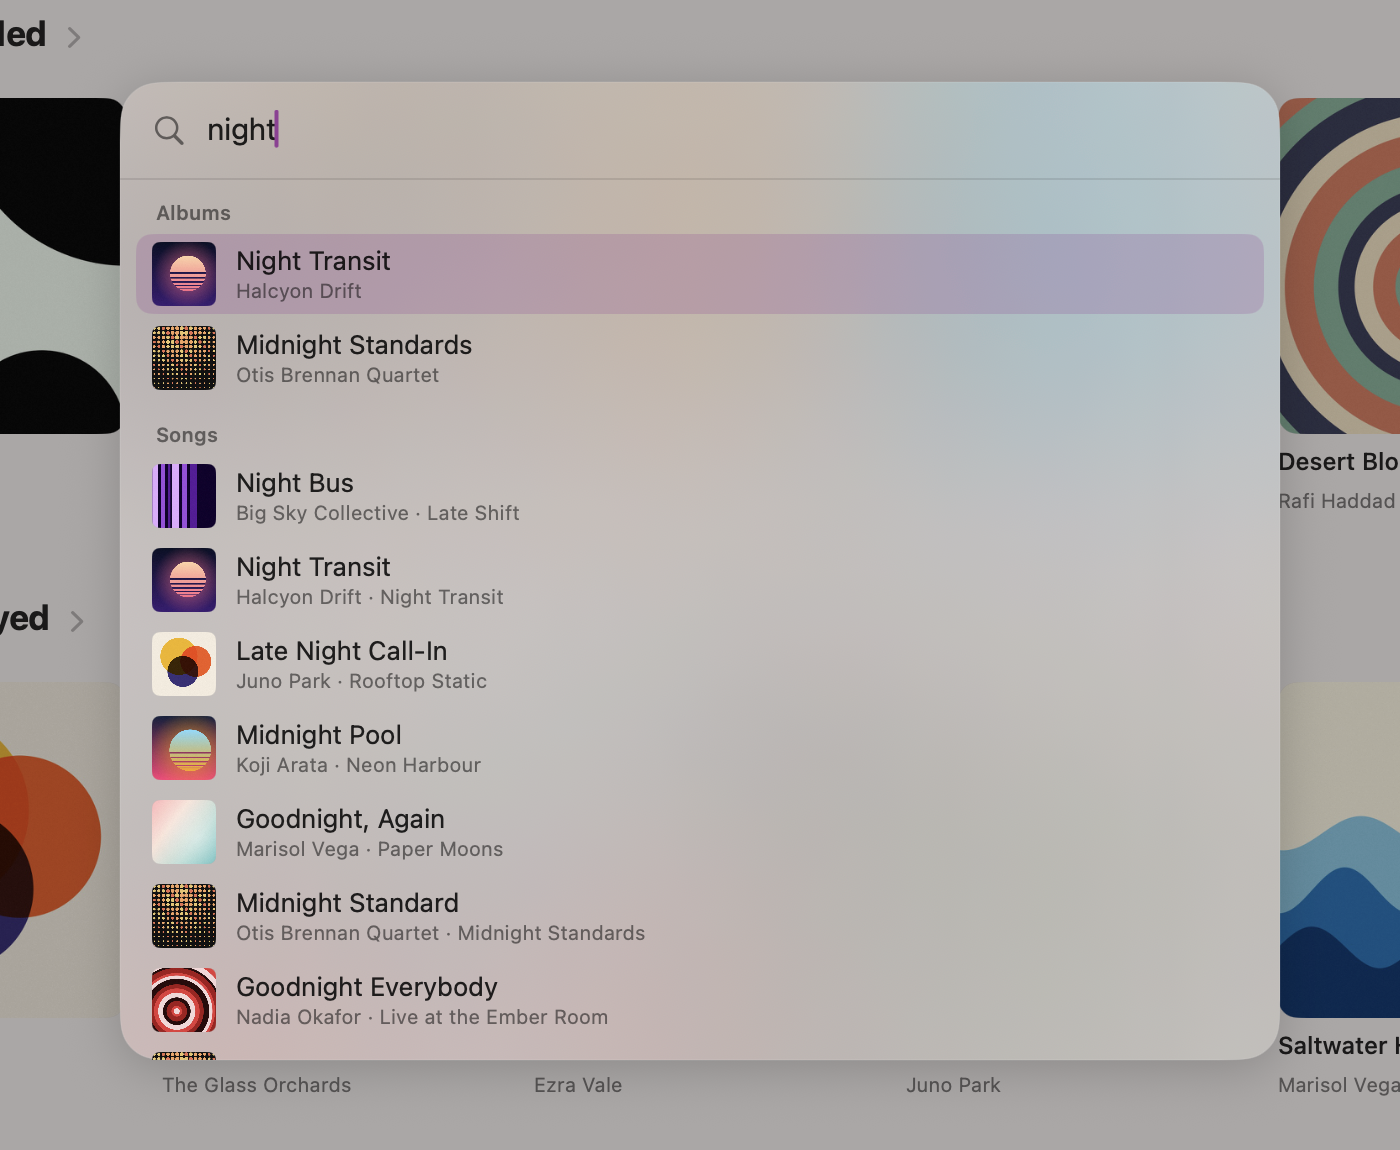 night
Albums
Night Transit
Halcyon Drift
Midnight Standards
Otis Brennan Quartet
Songs
Night Bus
Big Sky Collective · Late Shift
Night Transit
Halcyon Drift · Night Transit
Late Night Call-In
Juno Park · Rooftop Static
Midnight Pool
Koji Arata · Neon Harbour
Goodnight, Again
Marisol Vega · Paper Moons
Midnight Standard
Otis Brennan Quartet · Midnight Standards
Goodnight Everybody
Nadia Okafor · Live at the Ember Room
Desert Blo
Rafi Haddad
The Glass Orchards
Ezra Vale
Juno Park
Saltwater
Marisol Vega